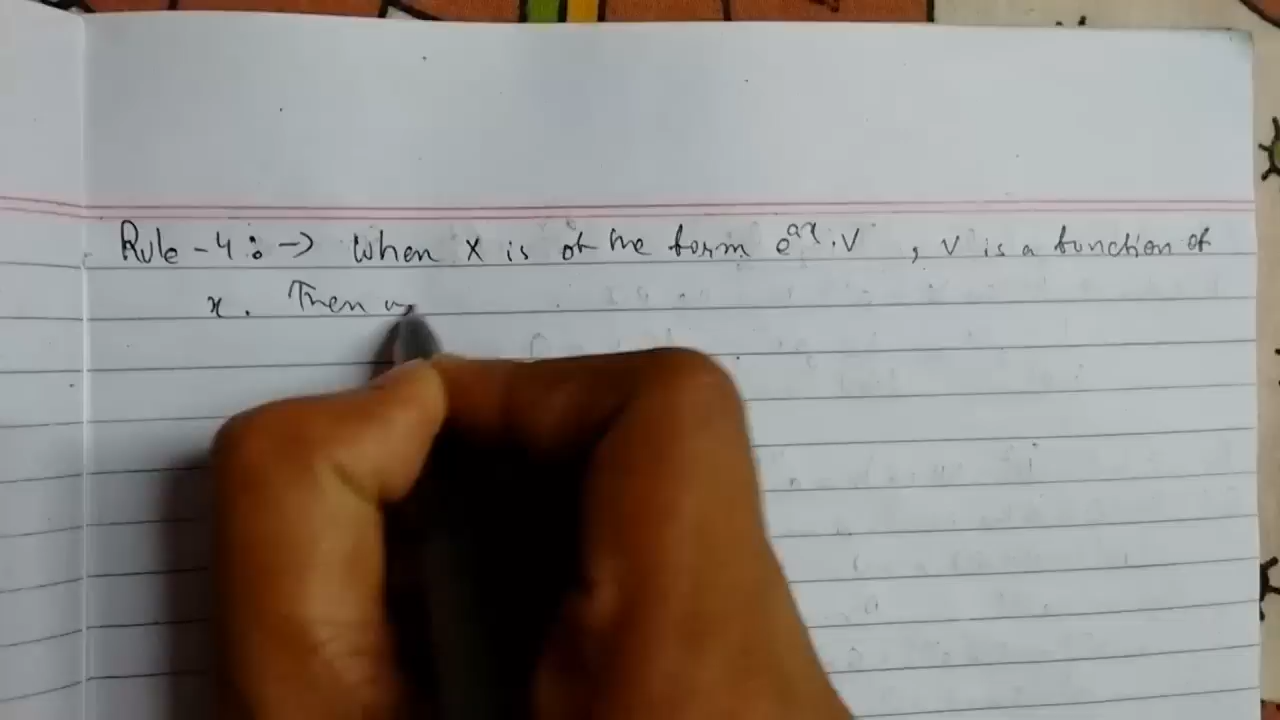 Rule-4: → When X is of the form e^{ax}.V , V is a function of
x. Then